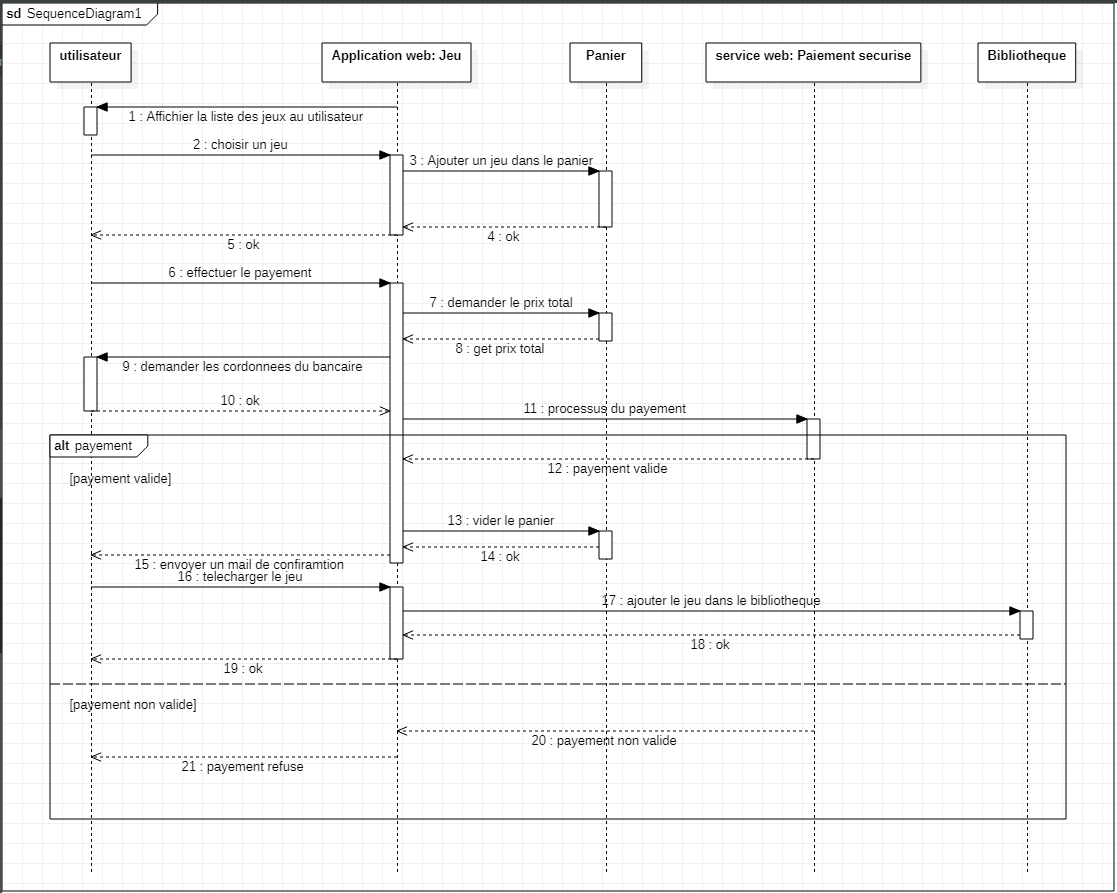 sd SequenceDiagram1
utilisateur
Application web: Jeu
Panier
service web: Paiement securise
Bibliotheque
1 : Affichier la liste des jeux au utilisateur
2 : choisir un jeu
3 : Ajouter un jeu dans le panier
4 : ok
5 : ok
6 : effectuer le payement
7 : demander le prix total
8 : get prix total
9 : demander les cordonnees du bancaire
10 : ok
11 : processus du payement
alt payement
12 : payement valide
[payement valide]
13 : vider le panier
14 : ok
15 : envoyer un mail de confiramtion
16 : telecharger le jeu
17 : ajouter le jeu dans le bibliotheque
18 : ok
19 : ok
[payement non valide]
20 : payement non valide
21 : payement refuse